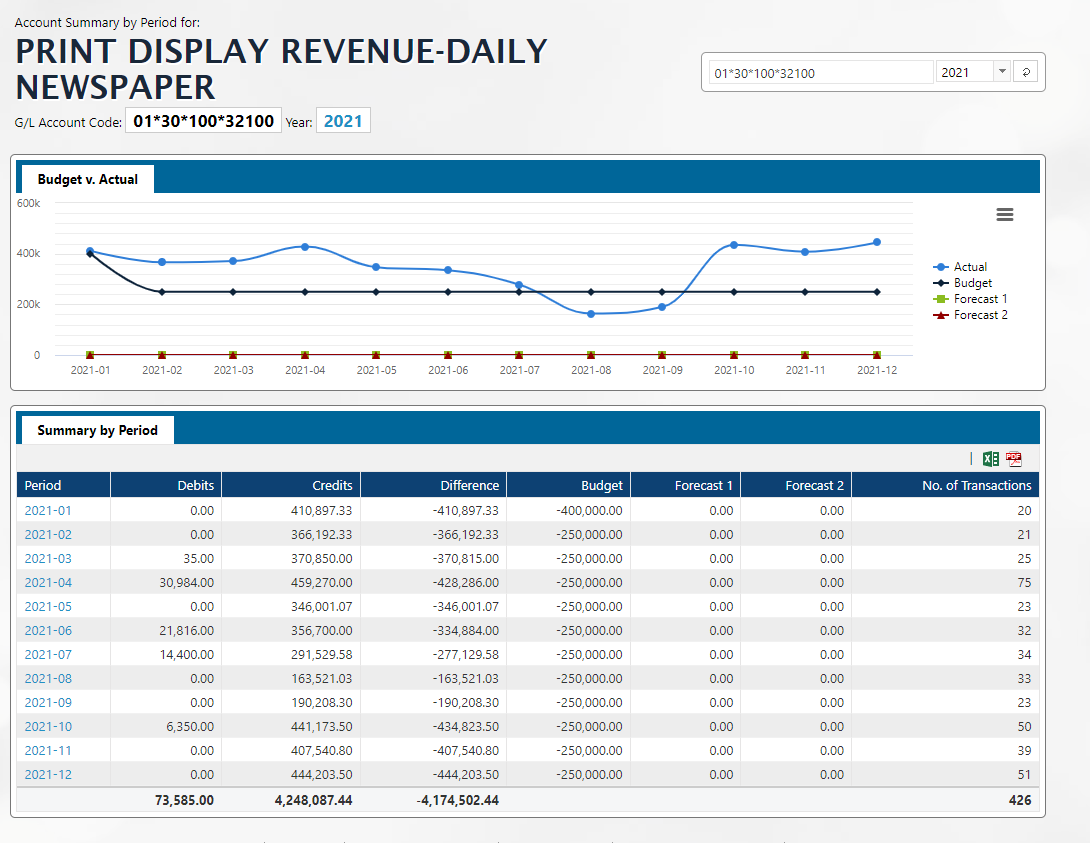 Account Summary by Period for:
PRINT DISPLAY REVENUE-DAILY
NEWSPAPER
G/L Account Code: 01*30*100*32100 Year: 2021
01*30*100*32100 2021
Budget v. Actual
600k
400k
200k
0
2021-01 2021-02 2021-03 2021-04 2021-05 2021-06 2021-07 2021-08 2021-09 2021-10 2021-11 2021-12
Actual
Budget
Forecast 1
Forecast 2
Summary by Period
PDF
Period Debits Credits Difference Budget Forecast 1 Forecast 2 No. of Transactions
2021-01 0.00 410,897.33 -410,897.33 -400,000.00 0.00 0.00 20
2021-02 0.00 366,192.33 -366,192.33 -250,000.00 0.00 0.00 21
2021-03 35.00 370,850.00 -370,815.00 -250,000.00 0.00 0.00 25
2021-04 30,984.00 459,270.00 -428,286.00 -250,000.00 0.00 0.00 75
2021-05 0.00 346,001.07 -346,001.07 -250,000.00 0.00 0.00 23
2021-06 21,816.00 356,700.00 -334,884.00 -250,000.00 0.00 0.00 32
2021-07 14,400.00 291,529.58 -277,129.58 -250,000.00 0.00 0.00 34
2021-08 0.00 163,521.03 -163,521.03 -250,000.00 0.00 0.00 33
2021-09 0.00 190,208.30 -190,208.30 -250,000.00 0.00 0.00 23
2021-10 6,350.00 441,173.50 -434,823.50 -250,000.00 0.00 0.00 50
2021-11 0.00 407,540.80 -407,540.80 -250,000.00 0.00 0.00 39
2021-12 0.00 444,203.50 -444,203.50 -250,000.00 0.00 0.00 51
73,585.00 4,248,087.44 -4,174,502.44 426